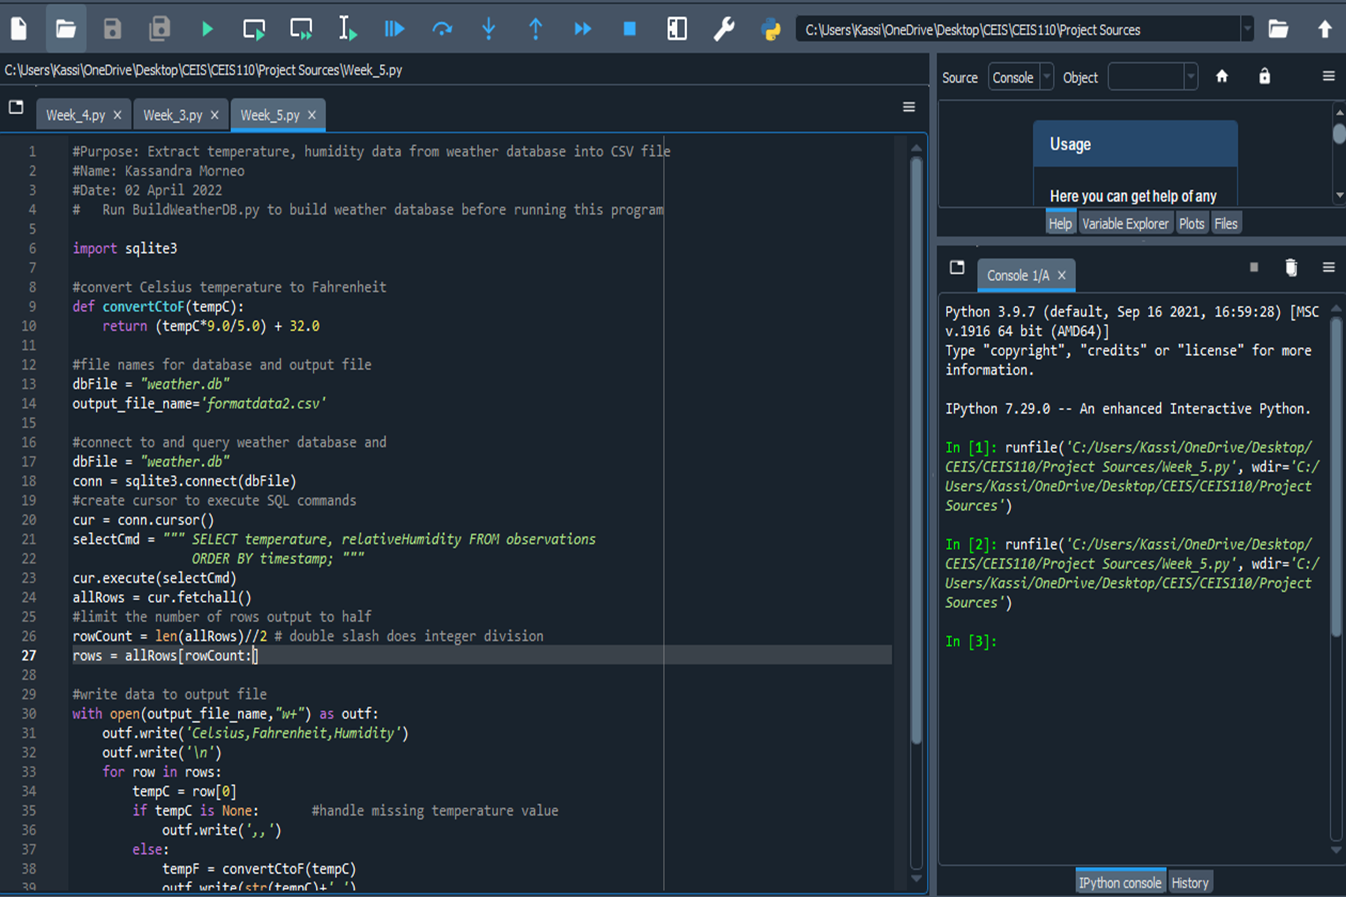 C:\Users\Kassi\OneDrive\Desktop\CEIS\CEIS110\Project Sources
C:\Users\Kassi\OneDrive\Desktop\CEIS\CEIS110\Project Sources\Week_5.py
Week_4.py
Week_3.py
Week_5.py
1 #Purpose: Extract temperature, humidity data from weather database into CSV file
2 #Name: Kassandra Morneo
3 #Date: 02 April 2022
4 #   Run BuildWeatherDB.py to build weather database before running this program
5
6 import sqlite3
7
8 #convert Celsius temperature to Fahrenheit
9 def convertCtoF(tempC):
10     return (tempC*9.0/5.0) + 32.0
11
12 #file names for database and output file
13 dbFile = "weather.db"
14 output_file_name='formatdata2.csv'
15
16 #connect to and query weather database and
17 dbFile = "weather.db"
18 conn = sqlite3.connect(dbFile)
19 #create cursor to execute SQL commands
20 cur = conn.cursor()
21 selectCmd = """ SELECT temperature, relativeHumidity FROM observations
22                 ORDER BY timestamp; """
23 cur.execute(selectCmd)
24 allRows = cur.fetchall()
25 #limit the number of rows output to half
26 rowCount = len(allRows)//2 # double slash does integer division
27 rows = allRows[rowCount:]
28
29 #write data to output file
30 with open(output_file_name,"w+") as outf:
31     outf.write('Celsius,Fahrenheit,Humidity')
32     outf.write('\n')
33     for row in rows:
34         tempC = row[0]
35         if tempC is None:       #handle missing temperature value
36             outf.write(',,')
37         else:
38             tempF = convertCtoF(tempC)
39             outf.write(str(tempC)+',')
Source Console Object
Usage
Here you can get help of any
Help Variable Explorer Plots Files
Console 1/A
Python 3.9.7 (default, Sep 16 2021, 16:59:28) [MSC
v.1916 64 bit (AMD64)]
Type "copyright", "credits" or "license" for more
information.
IPython 7.29.0 -- An enhanced Interactive Python.
In [1]: runfile('C:/Users/Kassi/OneDrive/Desktop/
CEIS/CEIS110/Project Sources/Week_5.py', wdir='C:/
Users/Kassi/OneDrive/Desktop/CEIS/CEIS110/Project
Sources')
In [2]: runfile('C:/Users/Kassi/OneDrive/Desktop/
CEIS/CEIS110/Project Sources/Week_5.py', wdir='C:/
Users/Kassi/OneDrive/Desktop/CEIS/CEIS110/Project
Sources')
In [3]:
IPython console History